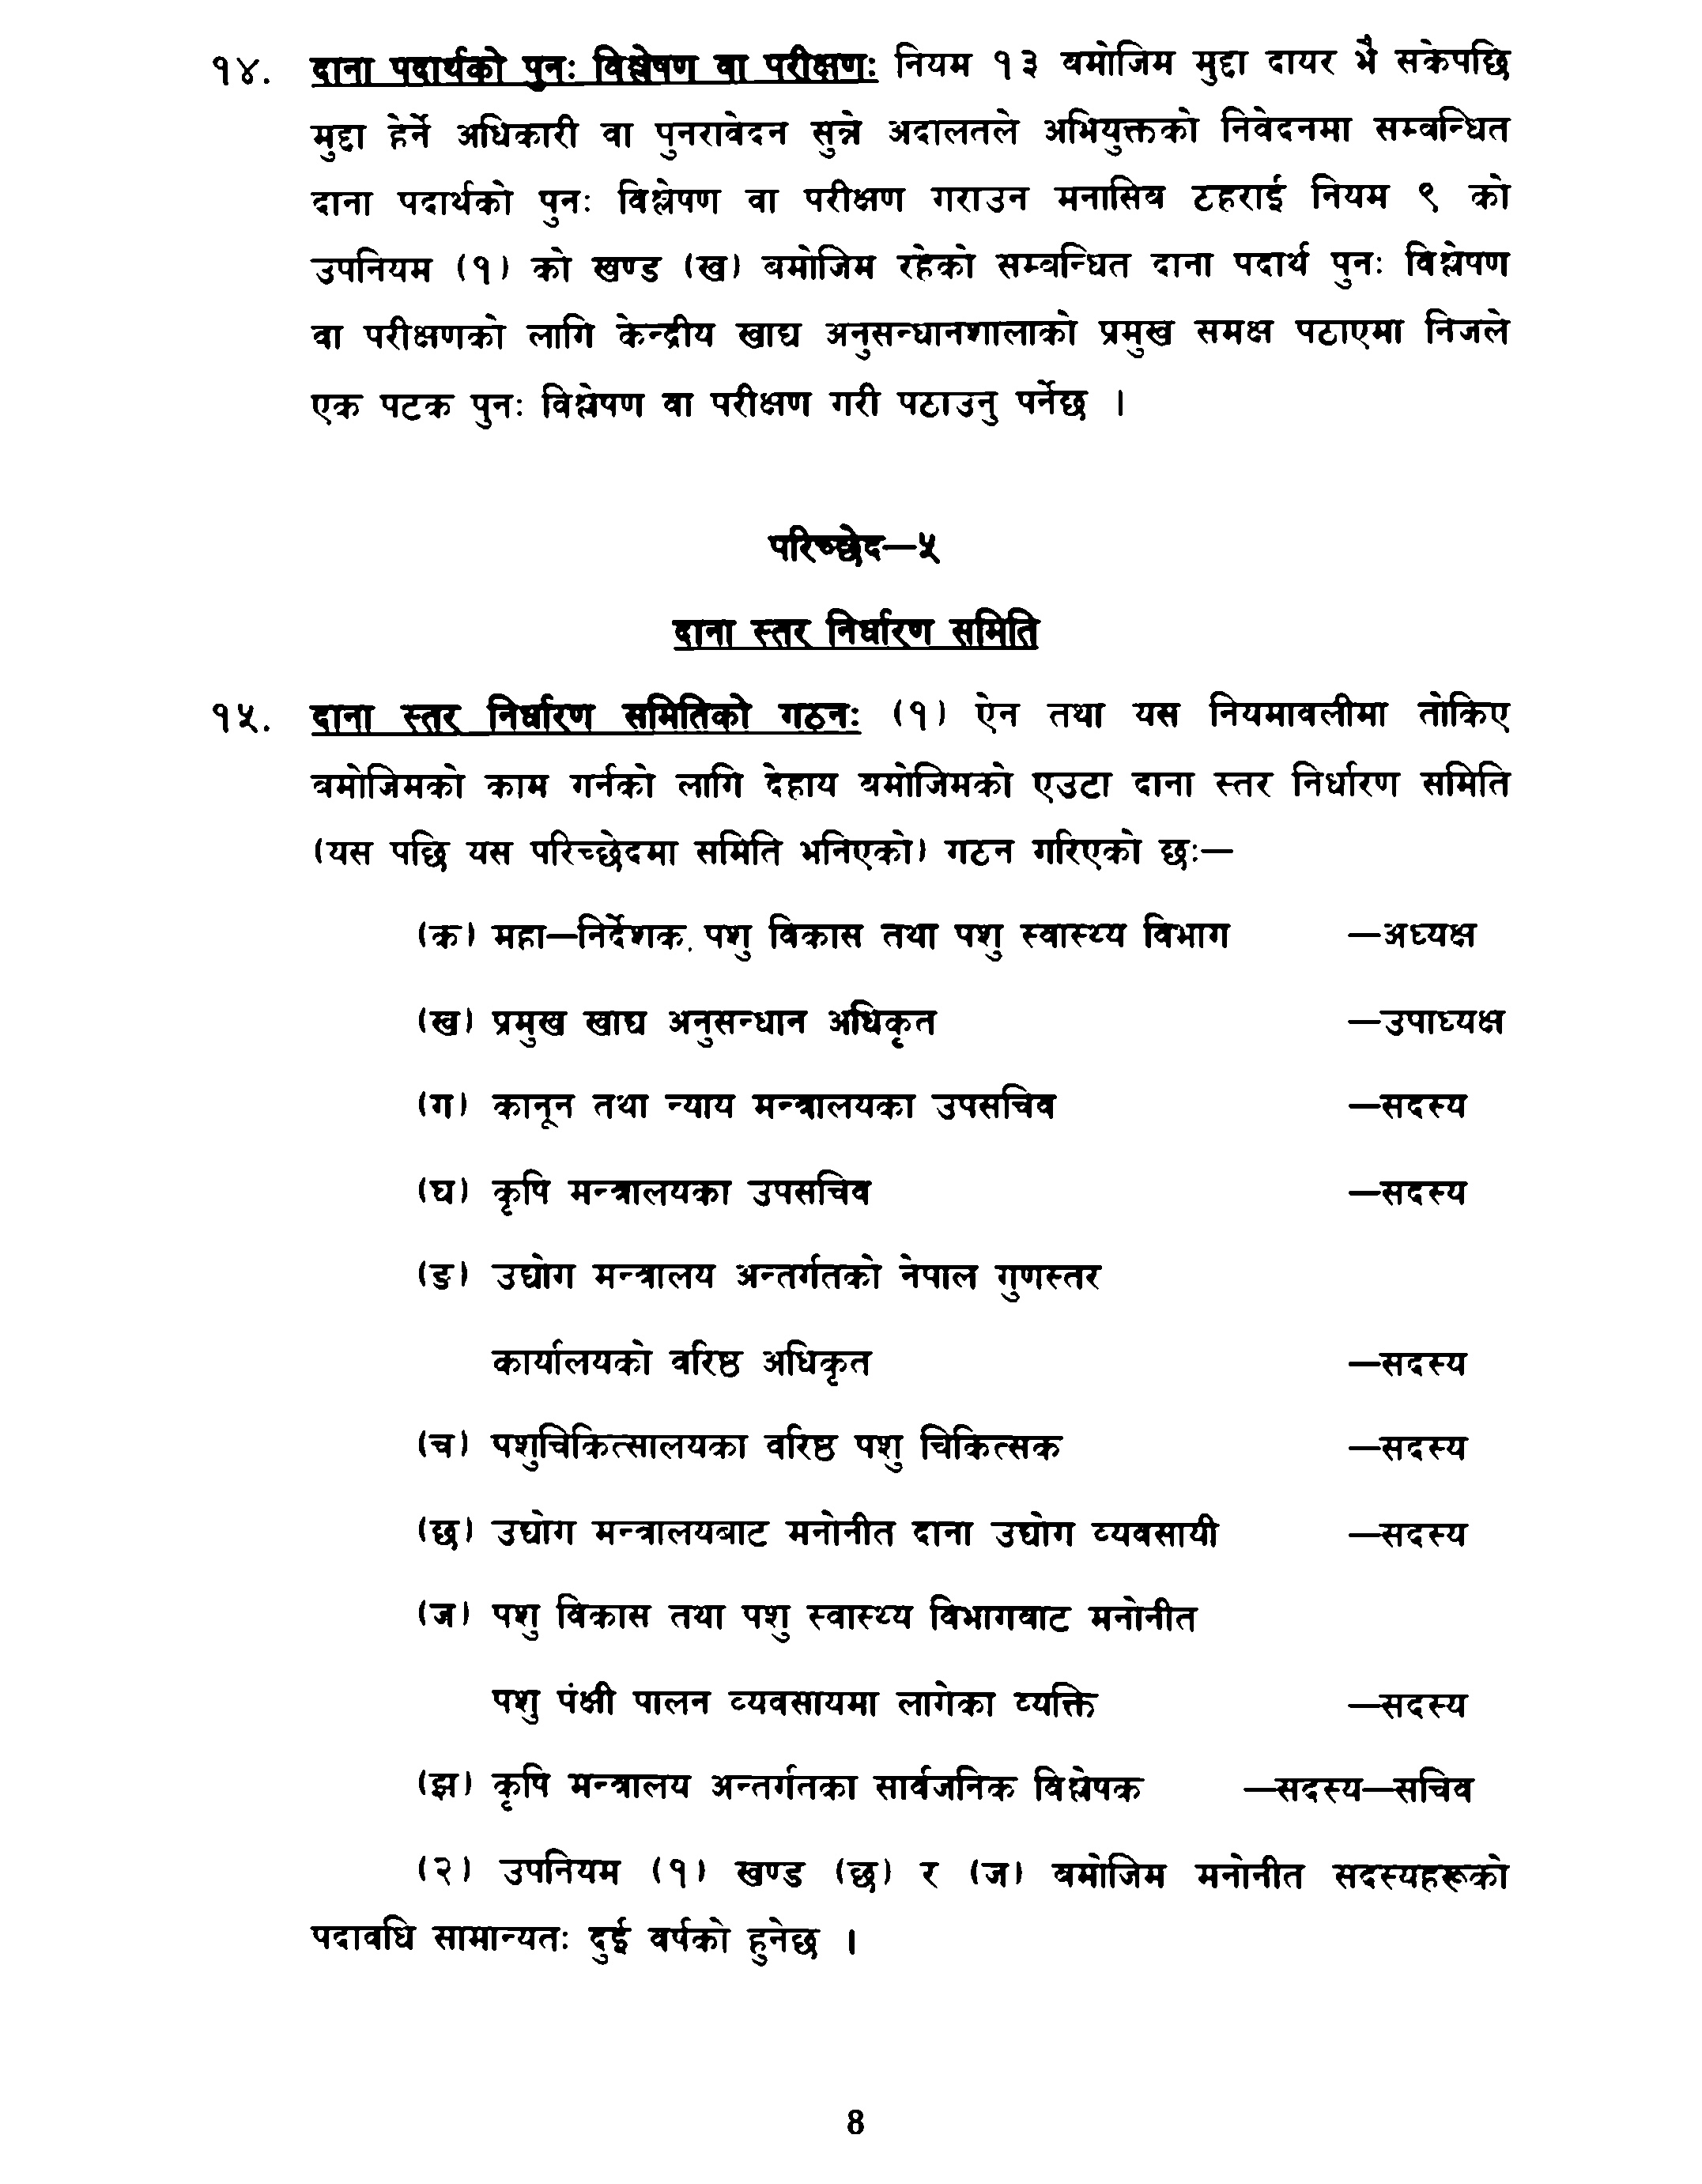 १४. दाना पदार्थको पुनः विश्लेषण वा परीक्षणः नियम १३ बमोजिम मुद्दा दायर भै सकेपछि
मुद्दा हेर्ने अधिकारी वा पुनरावेदन सुन्ने अदालतले अभियुक्तको निवेदनमा सम्बन्धित
दाना पदार्थको पुनः विश्लेषण वा परीक्षण गराउन मनासिव ठहराई नियम ९ को
उपनियम (१) को खण्ड (ख) बमोजिम रहेको सम्बन्धित दाना पदार्थ पुनः विश्लेषण
वा परीक्षणको लागि केन्द्रीय खाद्य अनुसन्धानशालाको प्रमुख समक्ष पठाएमा निजले
एक पटक पुनः विश्लेषण वा परीक्षण गरी पठाउनु पर्नेछ ।
परिच्छेद—५
दाना स्तर निर्धारण समिति
१५. दाना स्तर निर्धारण समितिको गठनः (१) ऐन तथा यस नियमावलीमा तोकिए
बमोजिमको काम गर्नको लागि देहाय बमोजिमको एउटा दाना स्तर निर्धारण समिति
(यस पछि यस परिच्छेदमा समिति भनिएको) गठन गरिएको छः—
(क) महा—निर्देशक, पशु विकास तथा पशु स्वास्थ्य विभाग —अध्यक्ष
(ख) प्रमुख खाद्य अनुसन्धान अधिकृत —उपाध्यक्ष
(ग) कानून तथा न्याय मन्त्रालयका उपसचिव —सदस्य
(घ) कृषि मन्त्रालयका उपसचिव —सदस्य
(ङ) उद्योग मन्त्रालय अन्तर्गतको नेपाल गुणस्तर
कार्यालयको वरिष्ठ अधिकृत —सदस्य
(च) पशुचिकित्सालयका वरिष्ठ पशु चिकित्सक —सदस्य
(छ) उद्योग मन्त्रालयबाट मनोनीत दाना उद्योग व्यवसायी —सदस्य
(ज) पशु विकास तथा पशु स्वास्थ्य विभागबाट मनोनीत
पशु पंक्षी पालन व्यवसायमा लागेका व्यक्ति —सदस्य
(झ) कृषि मन्त्रालय अन्तर्गतका सार्वजनिक विश्लेषक —सदस्य—सचिव
(२) उपनियम (१) खण्ड (छ) र (ज) बमोजिम मनोनीत सदस्यहरूको
पदावधि सामान्यतः दुई वर्षको हुनेछ ।
8